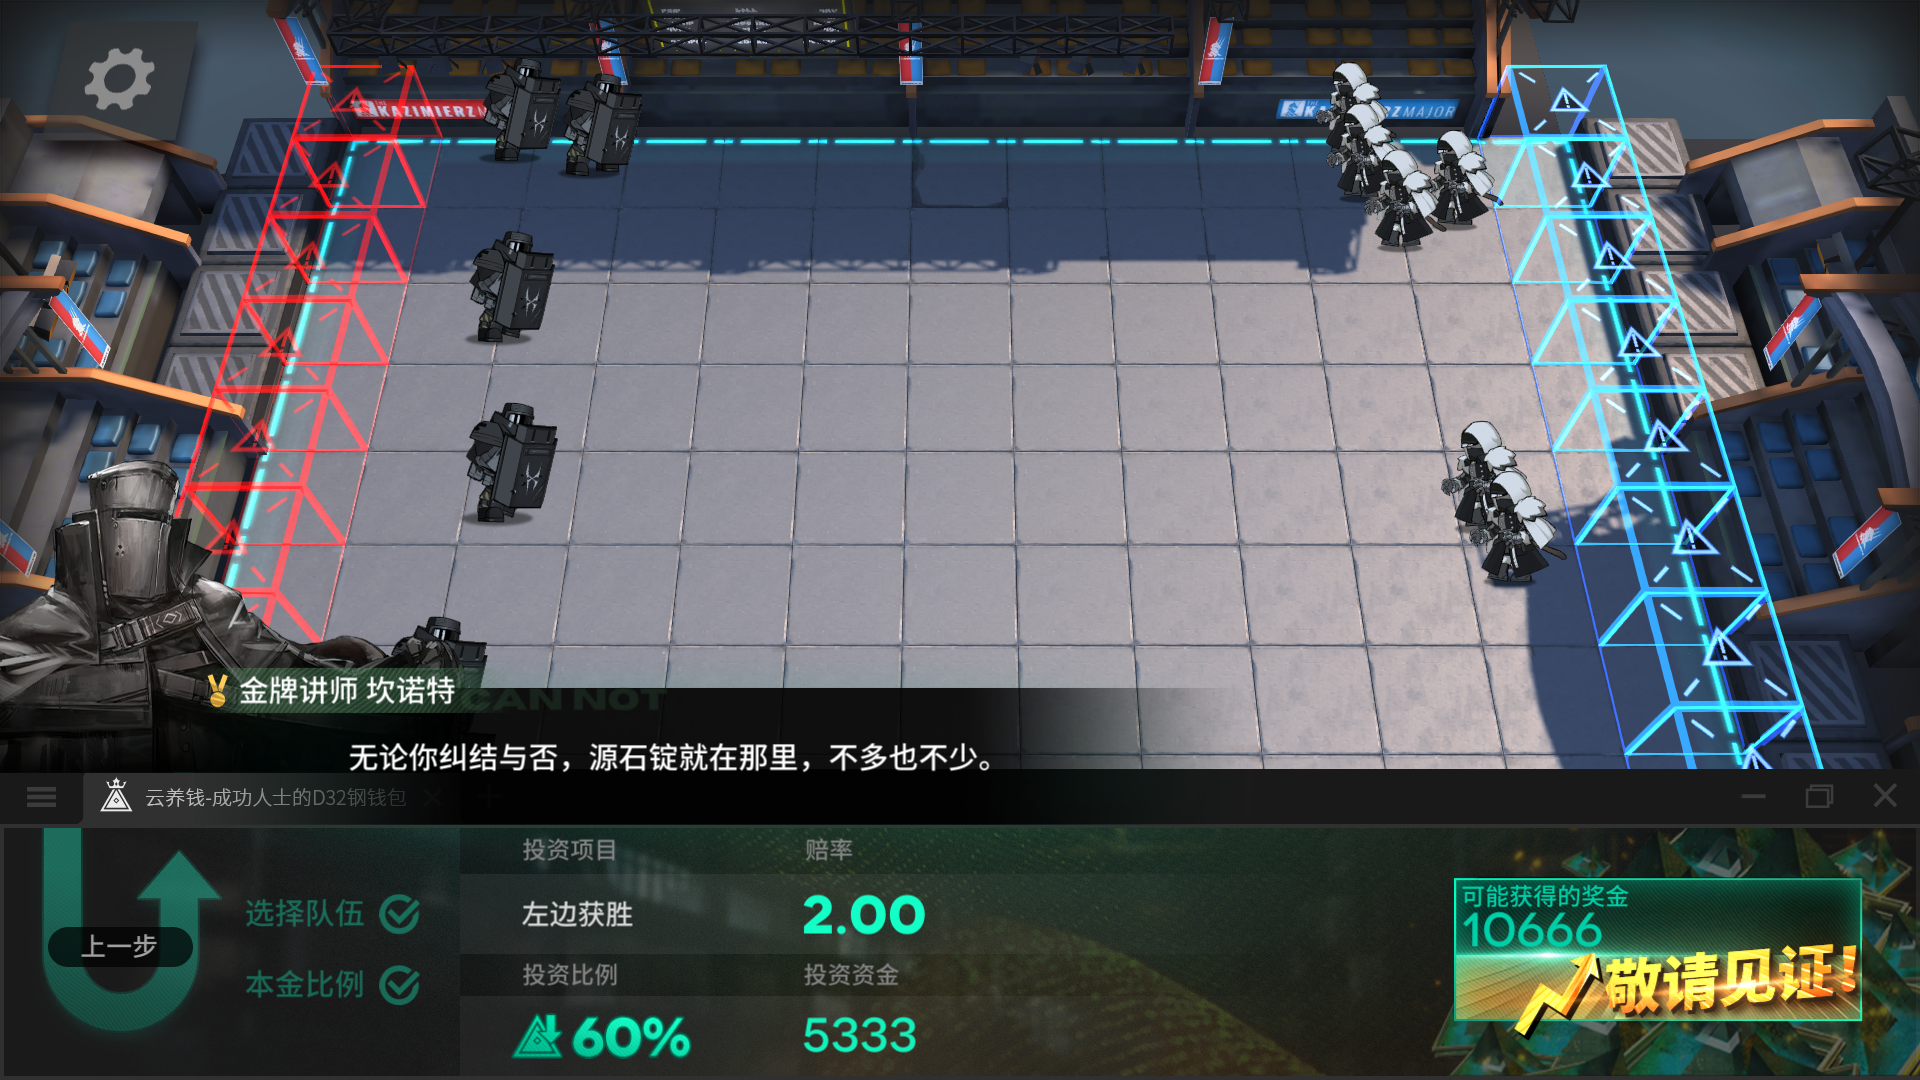 KAZIMIERZ
MAJOR
金牌讲师 坎诺特
CAN NOT
无论你纠结与否，源石锭就在那里，不多也不少。
云养钱-成功人士的D32钢钱包
上一步
选择队伍
本金比例
投资项目
赔率
左边获胜
2.00
投资比例
投资资金
60%
5333
可能获得的奖金
10666
敬请见证!